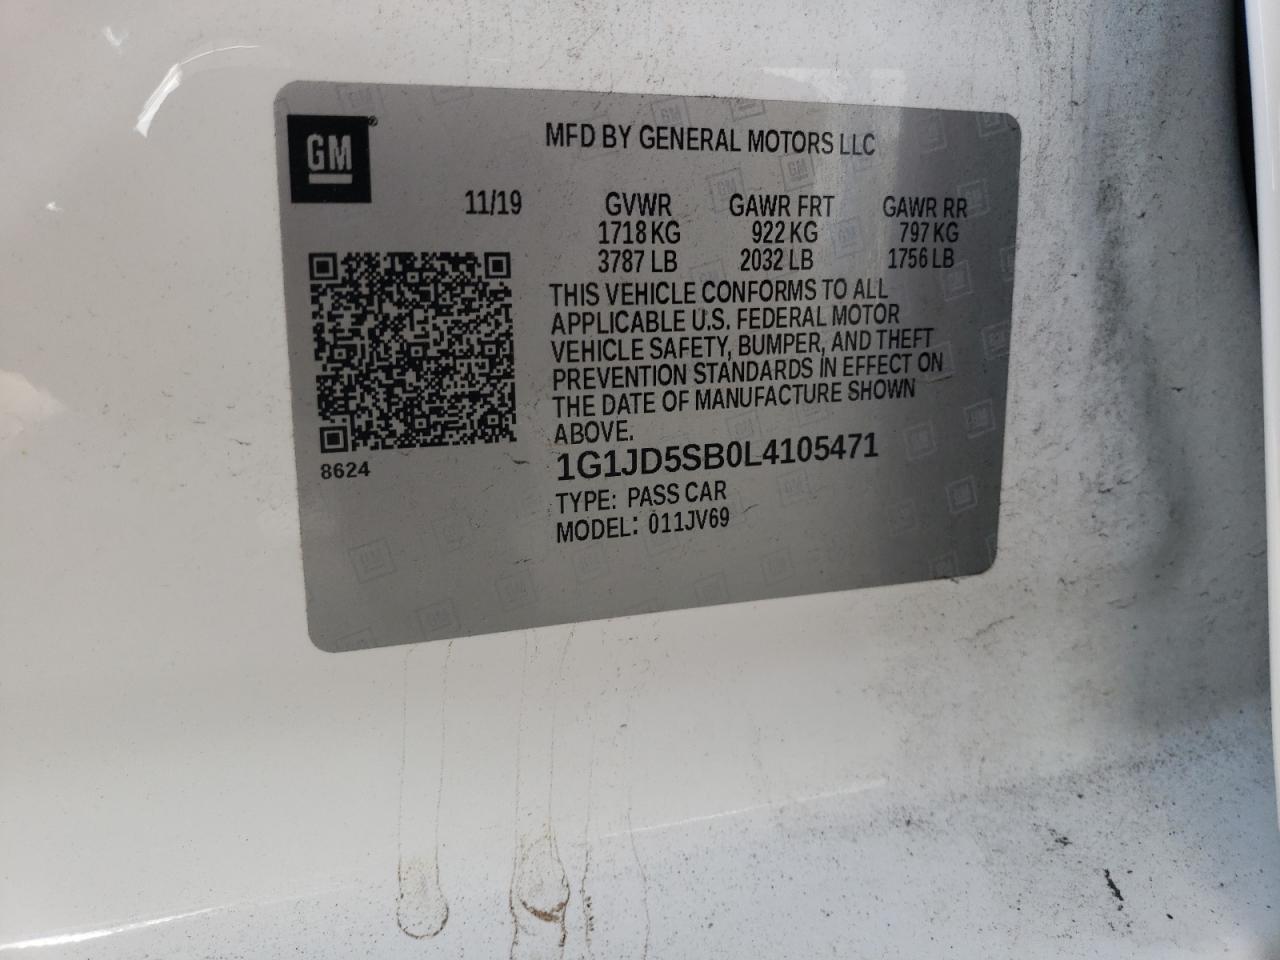 GM®
MFD BY GENERAL MOTORS LLC
11/19 GVWR GAWR FRT GAWR RR
1718 KG 922 KG 797 KG
3787 LB 2032 LB 1756 LB
THIS VEHICLE CONFORMS TO ALL
APPLICABLE U.S. FEDERAL MOTOR
VEHICLE SAFETY, BUMPER, AND THEFT
PREVENTION STANDARDS IN EFFECT ON
THE DATE OF MANUFACTURE SHOWN
ABOVE.
8624
1G1JD5SB0L4105471
TYPE: PASS CAR
MODEL: 011JV69